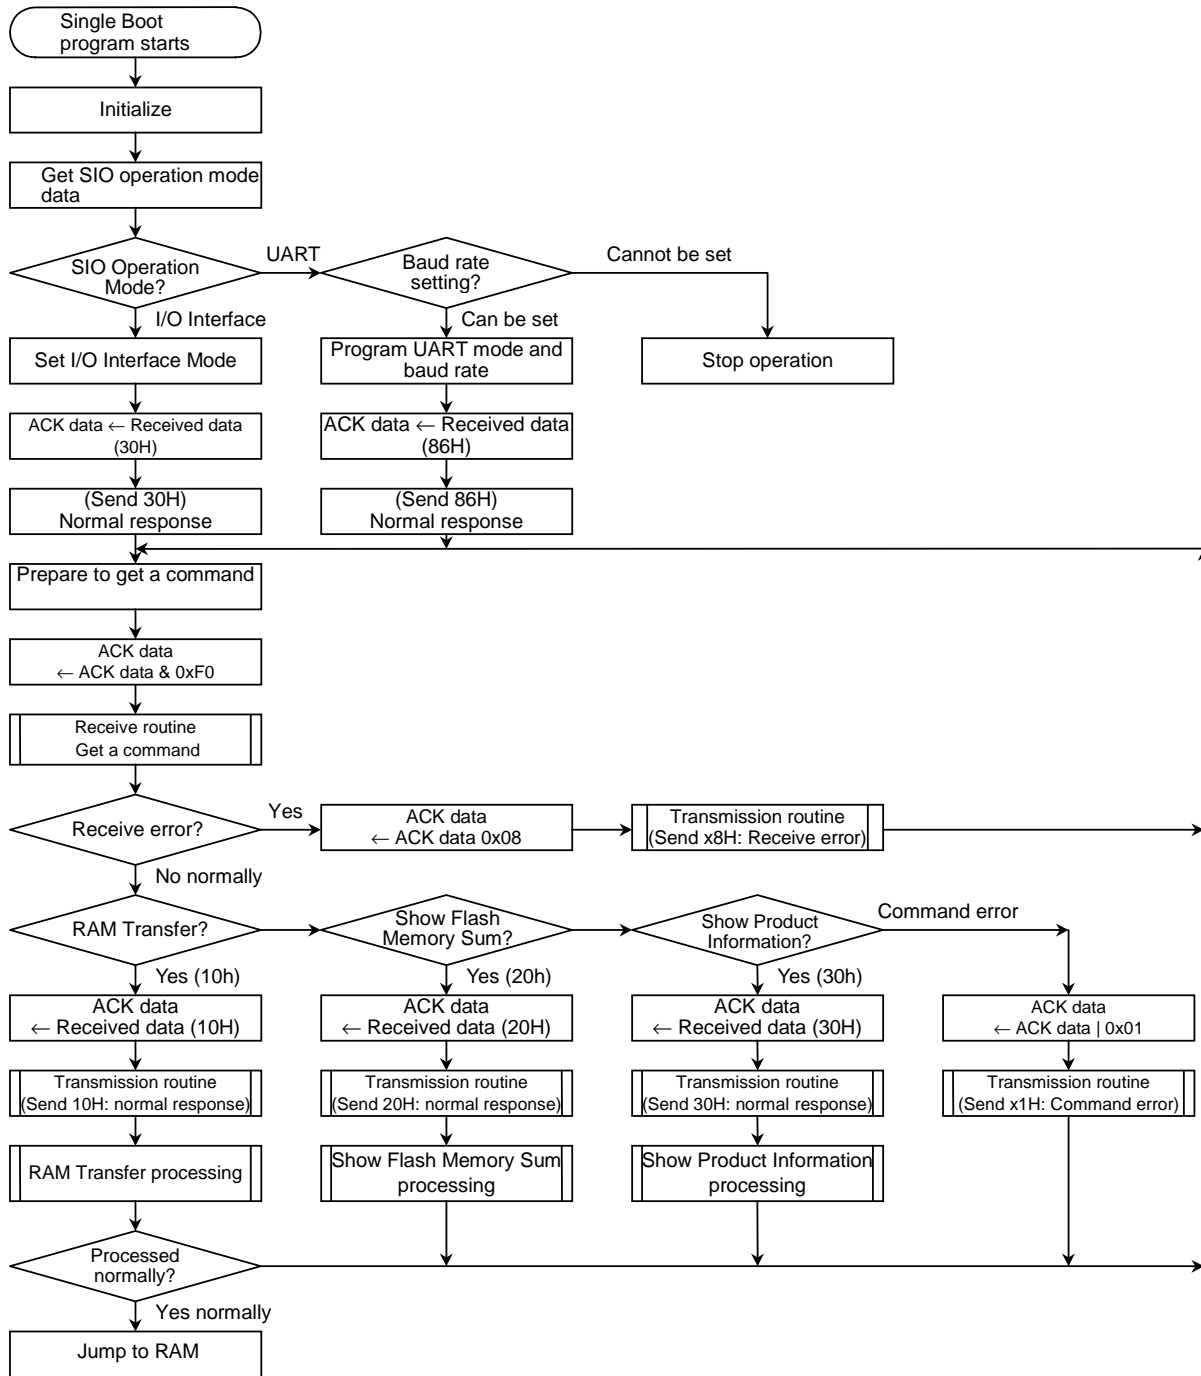 Single Boot
program starts
Initialize
Get SIO operation mode
data
SIO Operation
Mode?
UART
Baud rate
setting?
Cannot be set
I/O Interface
Can be set
Set I/O Interface Mode
Program UART mode and
baud rate
Stop operation
ACK data ← Received data
(30H)
ACK data ← Received data
(86H)
(Send 30H)
Normal response
(Send 86H)
Normal response
Prepare to get a command
ACK data
← ACK data & 0xF0
Receive routine
Get a command
Receive error?
Yes
ACK data
← ACK data 0x08
Transmission routine
(Send x8H: Receive error)
No normally
RAM Transfer?
Show Flash
Memory Sum?
Show Product
Information?
Command error
Yes (10h)
Yes (20h)
Yes (30h)
ACK data
← Received data (10H)
ACK data
← Received data (20H)
ACK data
← Received data (30H)
ACK data
← ACK data | 0x01
Transmission routine
(Send 10H: normal response)
Transmission routine
(Send 20H: normal response)
Transmission routine
(Send 30H: normal response)
Transmission routine
(Send x1H: Command error)
RAM Transfer processing
Show Flash Memory Sum
processing
Show Product Information
processing
Processed
normally?
Yes normally
Jump to RAM